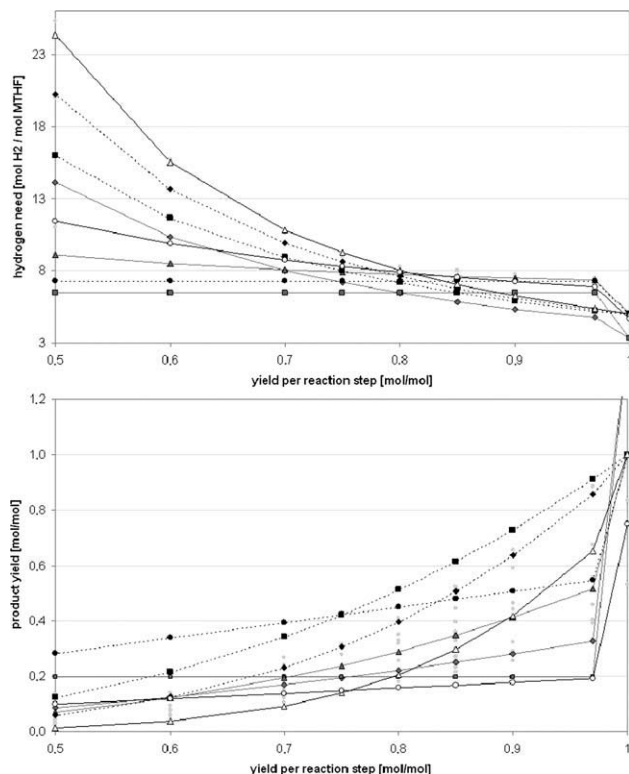 23
18
13
8
3
hydrogen need [mol H2 / mol MTHF]
0,5 0,6 0,7 0,8 0,9 1
yield per reaction step [mol/mol]
1,2
1,0
0,8
0,6
0,4
0,2
0,0
product yield [mol/mol]
0,5 0,6 0,7 0,8 0,9 1
yield per reaction step [mol/mol]